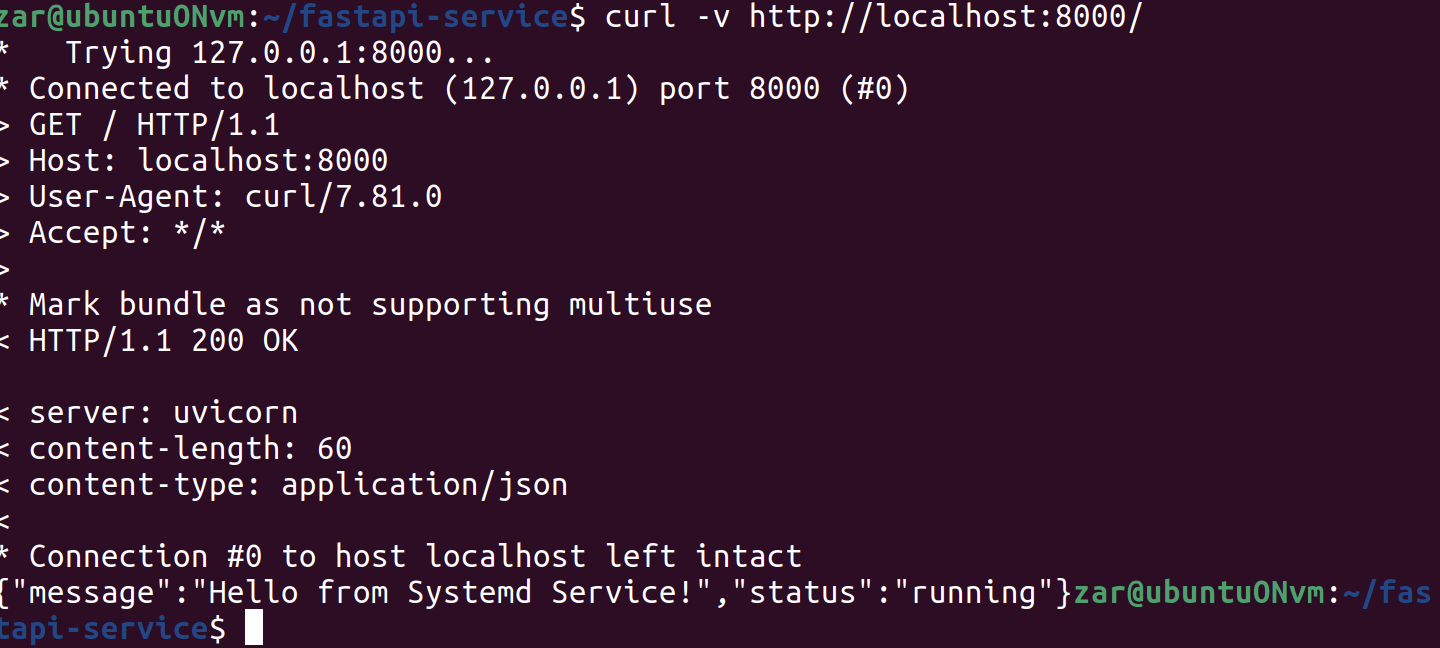 zar@ubuntuONvm:~/fastapi-service$ curl -v http://localhost:8000/
*   Trying 127.0.0.1:8000...
* Connected to localhost (127.0.0.1) port 8000 (#0)
> GET / HTTP/1.1
> Host: localhost:8000
> User-Agent: curl/7.81.0
> Accept: */*
>
* Mark bundle as not supporting multiuse
< HTTP/1.1 200 OK
< server: uvicorn
< content-length: 60
< content-type: application/json
<
* Connection #0 to host localhost left intact
{"message":"Hello from Systemd Service!","status":"running"}zar@ubuntuONvm:~/fas
tapi-service$